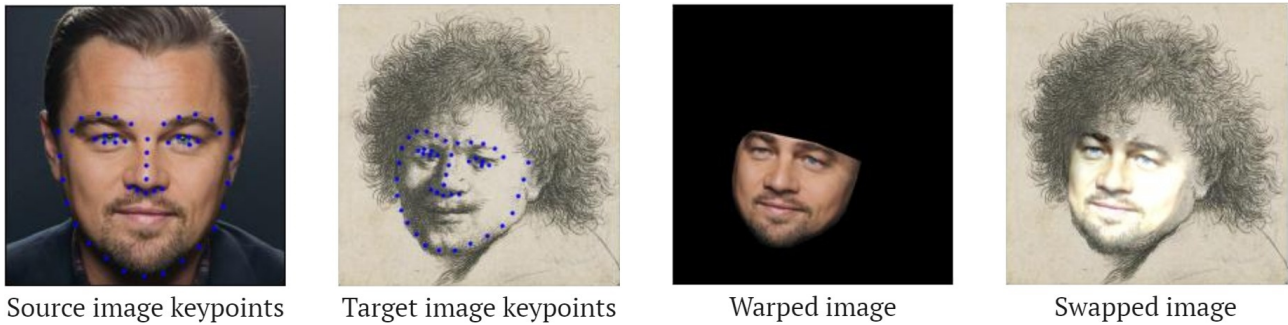 Source image keypoints
Target image keypoints
Warped image
Swapped image